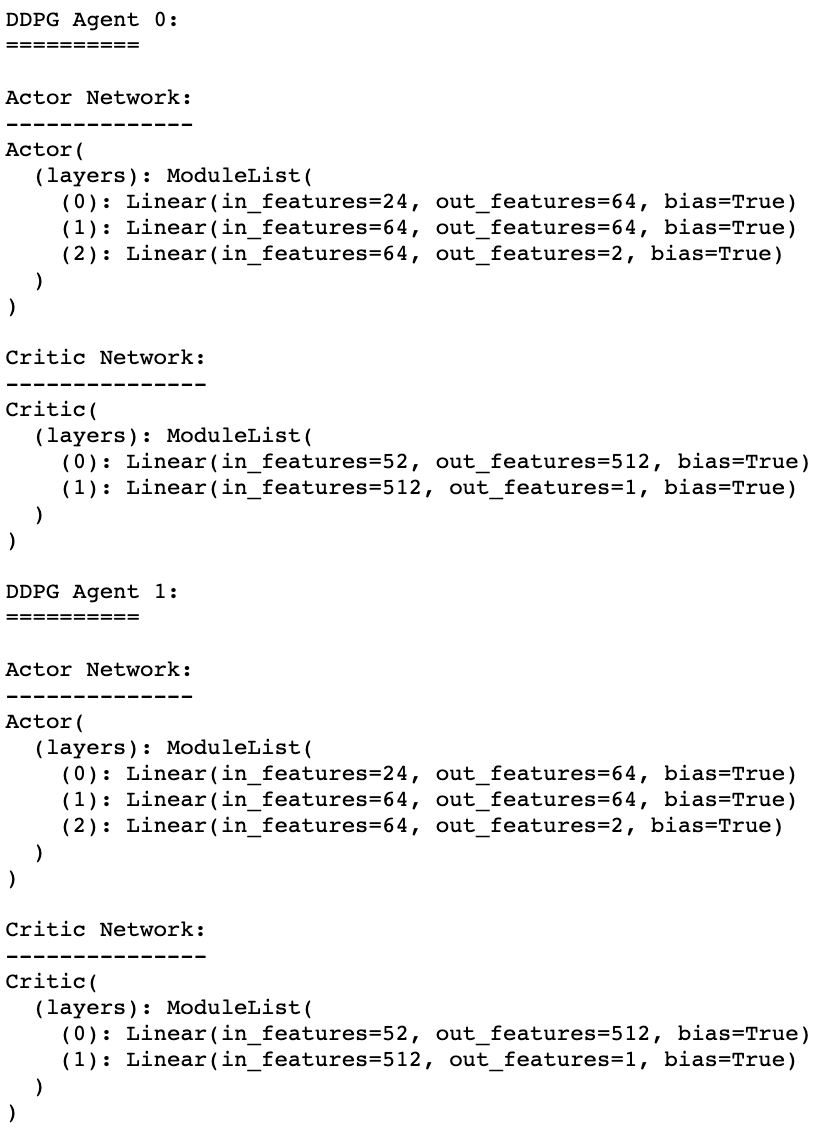 DDPG Agent 0:
==========
Actor Network:
--------------
Actor(
  (layers): ModuleList(
    (0): Linear(in_features=24, out_features=64, bias=True)
    (1): Linear(in_features=64, out_features=64, bias=True)
    (2): Linear(in_features=64, out_features=2, bias=True)
  )
)
Critic Network:
---------------
Critic(
  (layers): ModuleList(
    (0): Linear(in_features=52, out_features=512, bias=True)
    (1): Linear(in_features=512, out_features=1, bias=True)
  )
)
DDPG Agent 1:
==========
Actor Network:
--------------
Actor(
  (layers): ModuleList(
    (0): Linear(in_features=24, out_features=64, bias=True)
    (1): Linear(in_features=64, out_features=64, bias=True)
    (2): Linear(in_features=64, out_features=2, bias=True)
  )
)
Critic Network:
---------------
Critic(
  (layers): ModuleList(
    (0): Linear(in_features=52, out_features=512, bias=True)
    (1): Linear(in_features=512, out_features=1, bias=True)
  )
)